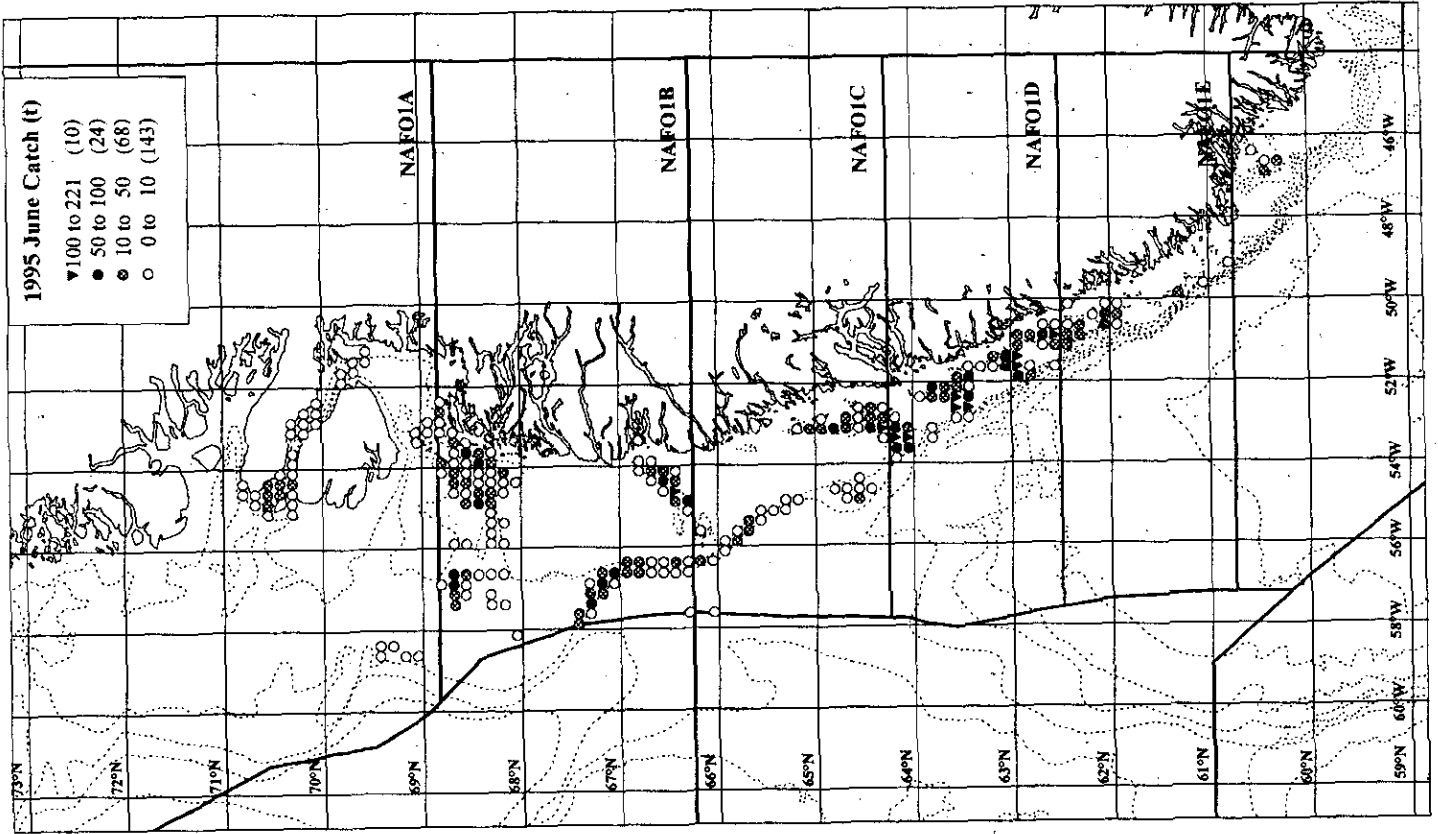 1995 June Catch (t)
▼100 to 221 (10)
● 50 to 100 (24)
⊗ 10 to 50 (68)
○ 0 to 10 (143)
NAFO1A
NAFO1B
NAFO1C
NAFO1D
NAFO1E
73°N
72°N
71°N
70°N
69°N
68°N
67°N
66°N
65°N
64°N
63°N
62°N
61°N
60°N
59°N
60°W
58°W
56°W
54°W
52°W
50°W
48°W
46°W